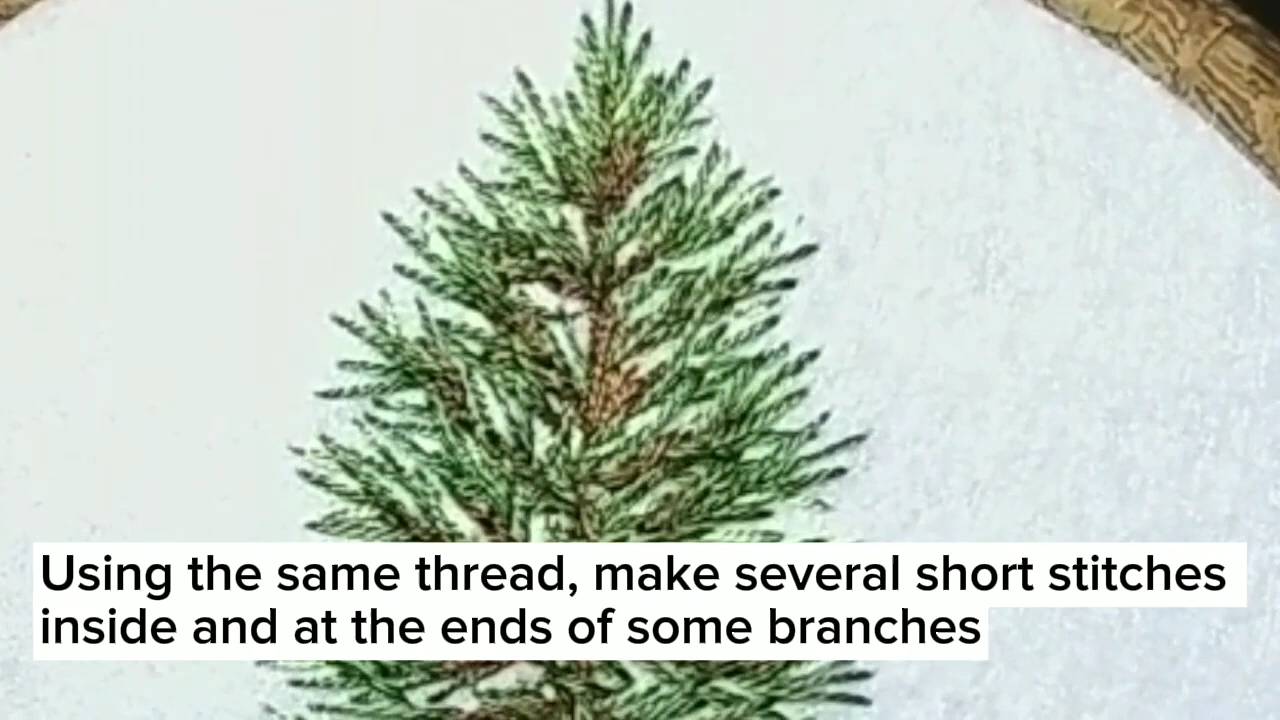 Using the same thread, make several short stitches
inside and at the ends of some branches